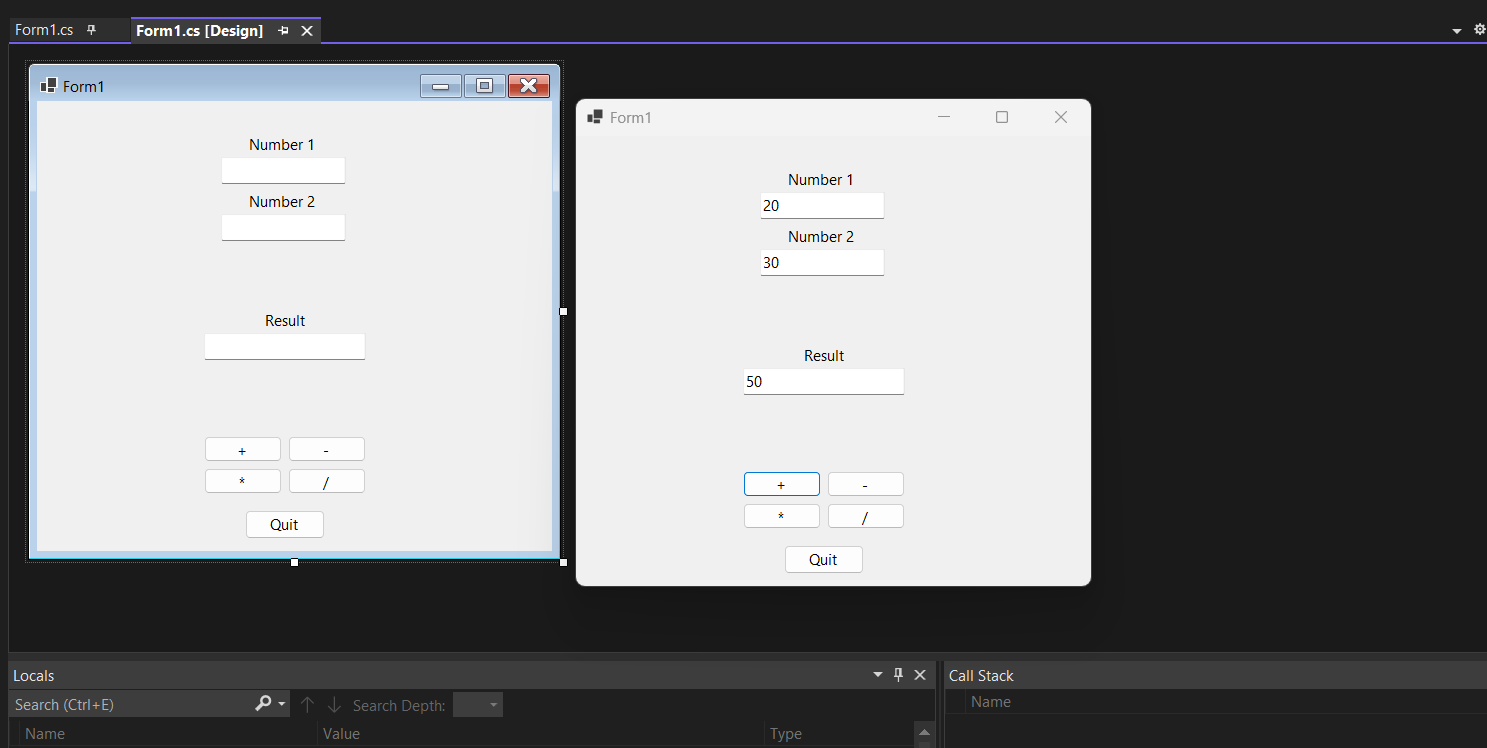 Form1.cs
Form1.cs [Design]
Form1
Number 1
Number 2
Result
+ -
* /
Quit
Form1
Number 1
20
Number 2
30
Result
50
+ -
* /
Quit
Locals
Search (Ctrl+E) Search Depth:
Name Value Type
Call Stack
Name